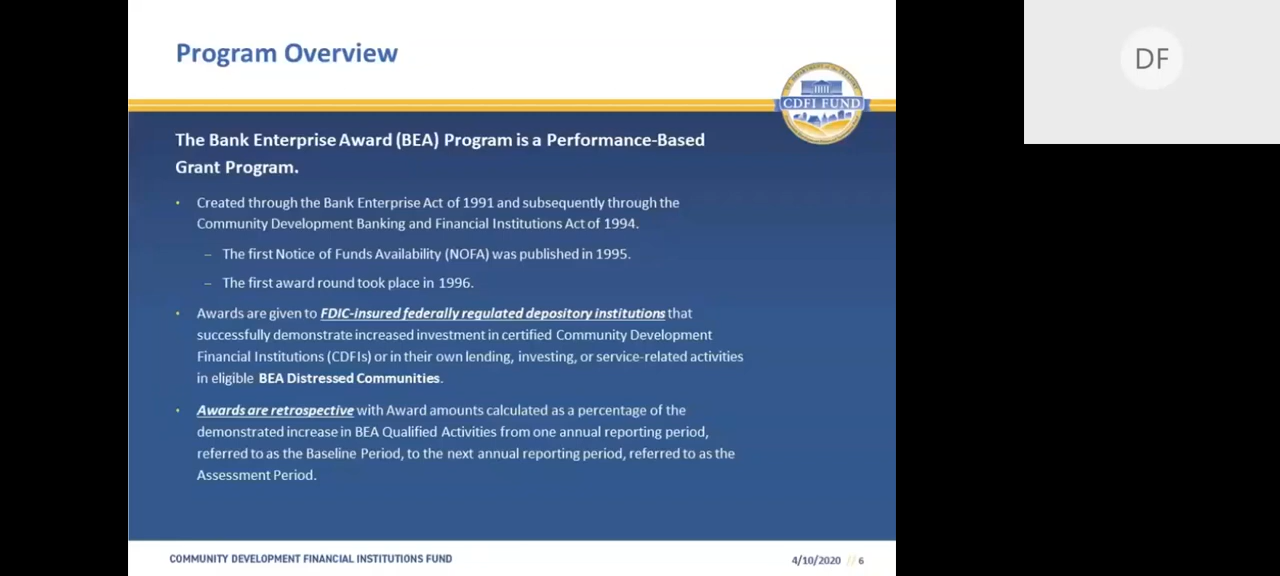 Program Overview
DF
CDFI FUND
The Bank Enterprise Award (BEA) Program is a Performance-Based
Grant Program.
• Created through the Bank Enterprise Act of 1991 and subsequently through the
Community Development Banking and Financial Institutions Act of 1994.
– The first Notice of Funds Availability (NOFA) was published in 1995.
– The first award round took place in 1996.
• Awards are given to FDIC-insured federally regulated depository institutions that
successfully demonstrate increased investment in certified Community Development
Financial Institutions (CDFIs) or in their own lending, investing, or service-related activities
in eligible BEA Distressed Communities.
• Awards are retrospective with Award amounts calculated as a percentage of the
demonstrated increase in BEA Qualified Activities from one annual reporting period,
referred to as the Baseline Period, to the next annual reporting period, referred to as the
Assessment Period.
COMMUNITY DEVELOPMENT FINANCIAL INSTITUTIONS FUND
4/10/2020 // 6